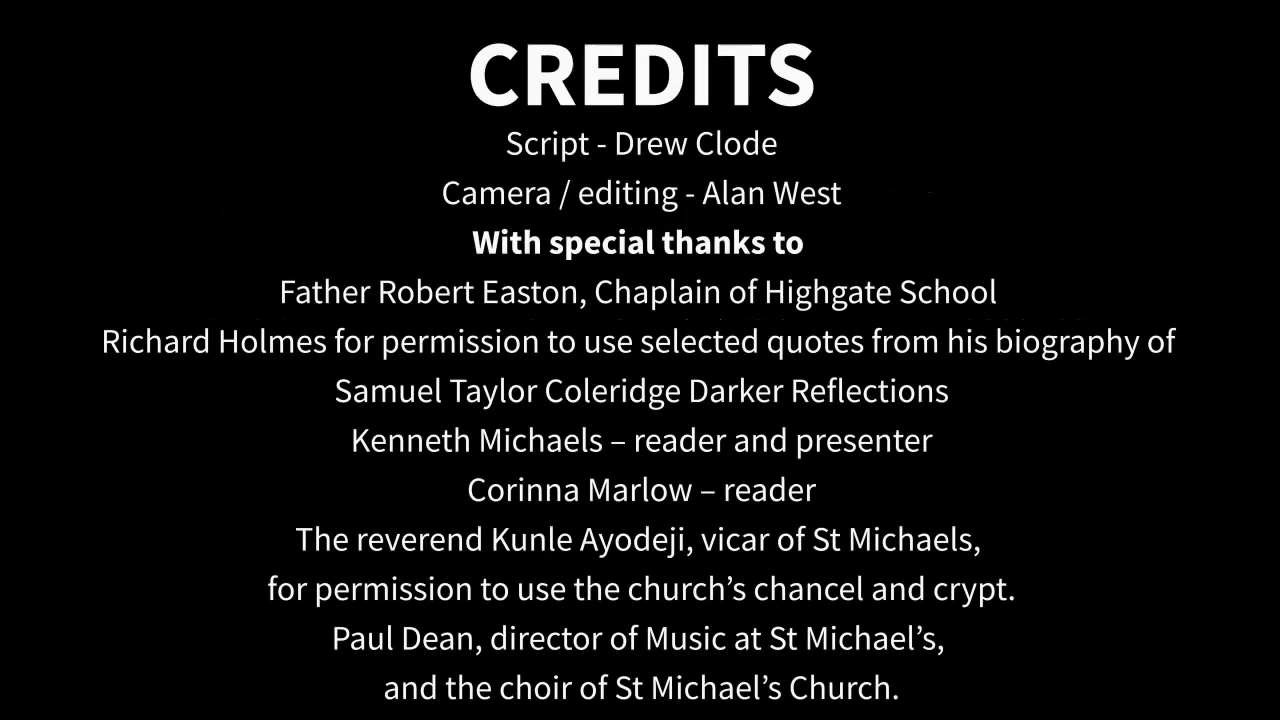 CREDITS
Script - Drew Clode
Camera / editing - Alan West
With special thanks to
Father Robert Easton, Chaplain of Highgate School
Richard Holmes for permission to use selected quotes from his biography of
Samuel Taylor Coleridge Darker Reflections
Kenneth Michaels – reader and presenter
Corinna Marlow – reader
The reverend Kunle Ayodeji, vicar of St Michaels,
for permission to use the church’s chancel and crypt.
Paul Dean, director of Music at St Michael’s,
and the choir of St Michael’s Church.